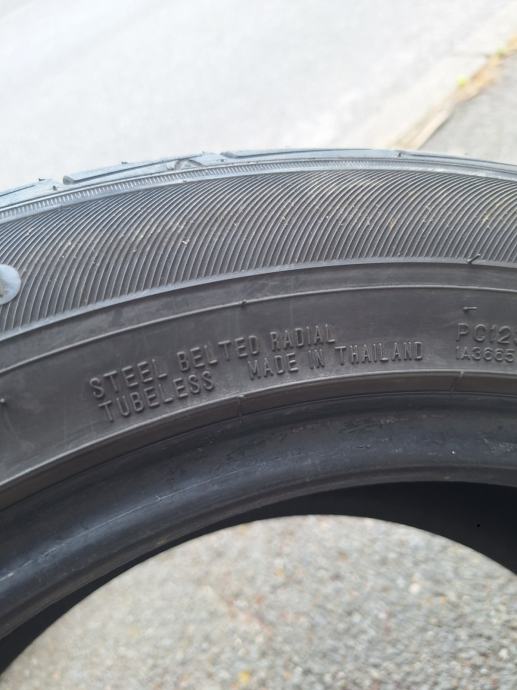 STEEL BELTED RADIAL
TUBELESS MADE IN THAILAND